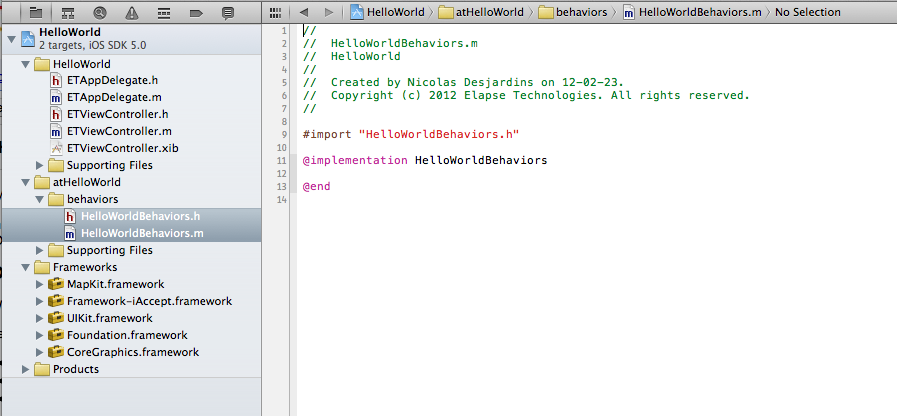 HelloWorld
2 targets, iOS SDK 5.0
HelloWorld
h ETAppDelegate.h
m ETAppDelegate.m
h ETViewController.h
m ETViewController.m
ETViewController.xib
Supporting Files
atHelloWorld
behaviors
h HelloWorldBehaviors.h
m HelloWorldBehaviors.m
Supporting Files
Frameworks
MapKit.framework
Framework-iAccept.framework
UIKit.framework
Foundation.framework
CoreGraphics.framework
Products
HelloWorld atHelloWorld behaviors m HelloWorldBehaviors.m No Selection
1 //
2 //  HelloWorldBehaviors.m
3 //  HelloWorld
4 //
5 //  Created by Nicolas Desjardins on 12-02-23.
6 //  Copyright (c) 2012 Elapse Technologies. All rights reserved.
7 //
8
9 #import "HelloWorldBehaviors.h"
10
11 @implementation HelloWorldBehaviors
12
13 @end
14